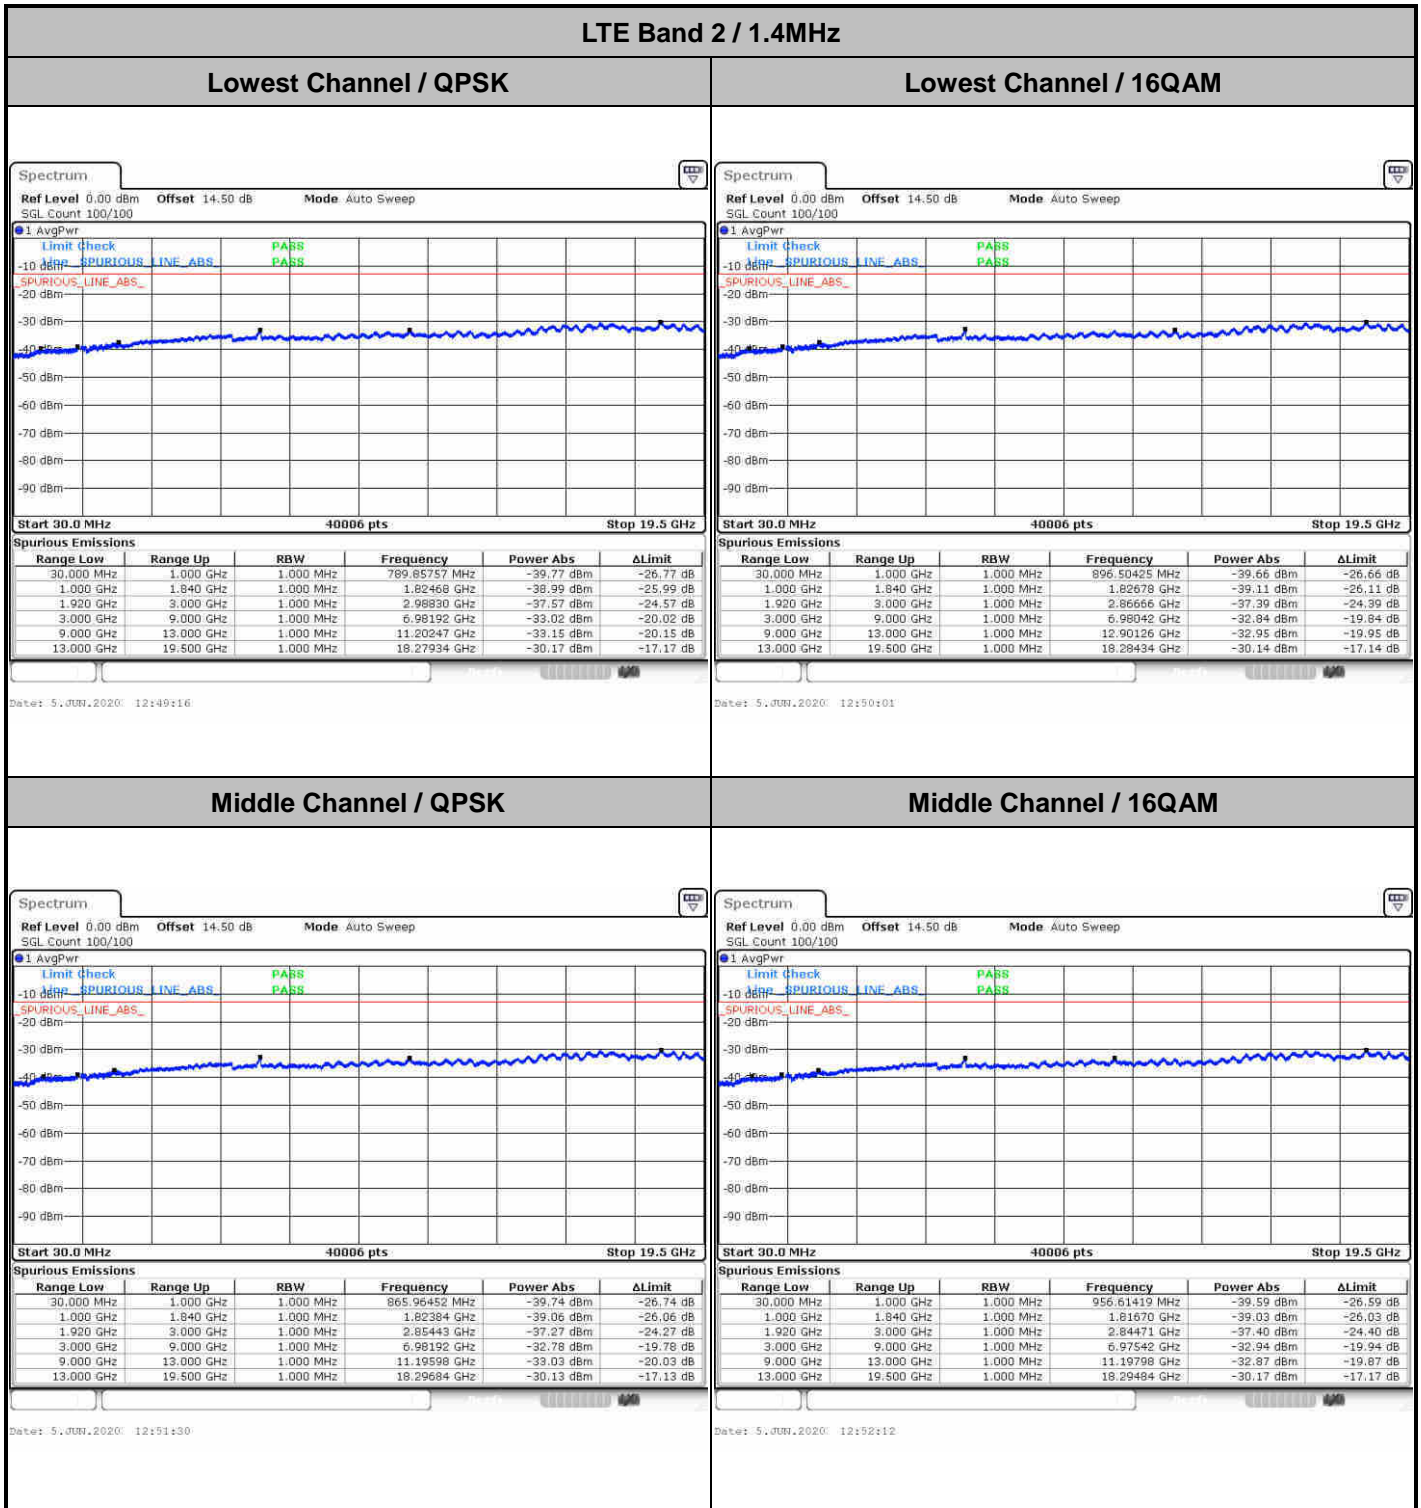 LTE Band 2 / 1.4MHz
Lowest Channel / QPSK
Lowest Channel / 16QAM
Spectrum
Ref Level 0.00 dBm Offset 14.50 dB Mode Auto Sweep
SGL Count 100/100
1 AvgPwr
Limit Check PASS
Line _SPURIOUS_LINE_ABS_ PASS
-10 dBm
_SPURIOUS_LINE_ABS_
-20 dBm
-30 dBm
-40 dBm
-50 dBm
-60 dBm
-70 dBm
-80 dBm
-90 dBm
Start 30.0 MHz 40006 pts Stop 19.5 GHz
Spurious Emissions
Range Low Range Up RBW Frequency Power Abs ΔLimit
30.000 MHz 1.000 GHz 1.000 MHz 789.85757 MHz -39.77 dBm -26.77 dB
1.000 GHz 1.840 GHz 1.000 MHz 1.82468 GHz -38.99 dBm -25.99 dB
1.920 GHz 3.000 GHz 1.000 MHz 2.98830 GHz -37.57 dBm -24.57 dB
3.000 GHz 9.000 GHz 1.000 MHz 6.98192 GHz -33.02 dBm -20.02 dB
9.000 GHz 13.000 GHz 1.000 MHz 11.20247 GHz -33.15 dBm -20.15 dB
13.000 GHz 19.500 GHz 1.000 MHz 18.27934 GHz -30.17 dBm -17.17 dB
Date: 5.JUN.2020 12:49:16
Spectrum
Ref Level 0.00 dBm Offset 14.50 dB Mode Auto Sweep
SGL Count 100/100
1 AvgPwr
Limit Check PASS
Line _SPURIOUS_LINE_ABS_ PASS
-10 dBm
_SPURIOUS_LINE_ABS_
-20 dBm
-30 dBm
-40 dBm
-50 dBm
-60 dBm
-70 dBm
-80 dBm
-90 dBm
Start 30.0 MHz 40006 pts Stop 19.5 GHz
Spurious Emissions
Range Low Range Up RBW Frequency Power Abs ΔLimit
30.000 MHz 1.000 GHz 1.000 MHz 896.50425 MHz -39.66 dBm -26.66 dB
1.000 GHz 1.840 GHz 1.000 MHz 1.82678 GHz -39.11 dBm -26.11 dB
1.920 GHz 3.000 GHz 1.000 MHz 2.86666 GHz -37.39 dBm -24.39 dB
3.000 GHz 9.000 GHz 1.000 MHz 6.98042 GHz -32.84 dBm -19.84 dB
9.000 GHz 13.000 GHz 1.000 MHz 12.90126 GHz -32.95 dBm -19.95 dB
13.000 GHz 19.500 GHz 1.000 MHz 18.28434 GHz -30.14 dBm -17.14 dB
Date: 5.JUN.2020 12:50:01
Middle Channel / QPSK
Middle Channel / 16QAM
Spectrum
Ref Level 0.00 dBm Offset 14.50 dB Mode Auto Sweep
SGL Count 100/100
1 AvgPwr
Limit Check PASS
Line _SPURIOUS_LINE_ABS_ PASS
-10 dBm
_SPURIOUS_LINE_ABS_
-20 dBm
-30 dBm
-40 dBm
-50 dBm
-60 dBm
-70 dBm
-80 dBm
-90 dBm
Start 30.0 MHz 40006 pts Stop 19.5 GHz
Spurious Emissions
Range Low Range Up RBW Frequency Power Abs ΔLimit
30.000 MHz 1.000 GHz 1.000 MHz 865.96452 MHz -39.74 dBm -26.74 dB
1.000 GHz 1.840 GHz 1.000 MHz 1.82384 GHz -39.06 dBm -26.06 dB
1.920 GHz 3.000 GHz 1.000 MHz 2.85443 GHz -37.27 dBm -24.27 dB
3.000 GHz 9.000 GHz 1.000 MHz 6.98192 GHz -32.78 dBm -19.78 dB
9.000 GHz 13.000 GHz 1.000 MHz 11.19598 GHz -33.03 dBm -20.03 dB
13.000 GHz 19.500 GHz 1.000 MHz 18.29684 GHz -30.13 dBm -17.13 dB
Date: 5.JUN.2020 12:51:30
Spectrum
Ref Level 0.00 dBm Offset 14.50 dB Mode Auto Sweep
SGL Count 100/100
1 AvgPwr
Limit Check PASS
Line _SPURIOUS_LINE_ABS_ PASS
-10 dBm
_SPURIOUS_LINE_ABS_
-20 dBm
-30 dBm
-40 dBm
-50 dBm
-60 dBm
-70 dBm
-80 dBm
-90 dBm
Start 30.0 MHz 40006 pts Stop 19.5 GHz
Spurious Emissions
Range Low Range Up RBW Frequency Power Abs ΔLimit
30.000 MHz 1.000 GHz 1.000 MHz 956.61419 MHz -39.59 dBm -26.59 dB
1.000 GHz 1.840 GHz 1.000 MHz 1.81670 GHz -39.03 dBm -26.03 dB
1.920 GHz 3.000 GHz 1.000 MHz 2.84471 GHz -37.40 dBm -24.40 dB
3.000 GHz 9.000 GHz 1.000 MHz 6.97542 GHz -32.94 dBm -19.94 dB
9.000 GHz 13.000 GHz 1.000 MHz 11.19798 GHz -32.87 dBm -19.87 dB
13.000 GHz 19.500 GHz 1.000 MHz 18.29484 GHz -30.17 dBm -17.17 dB
Date: 5.JUN.2020 12:52:12